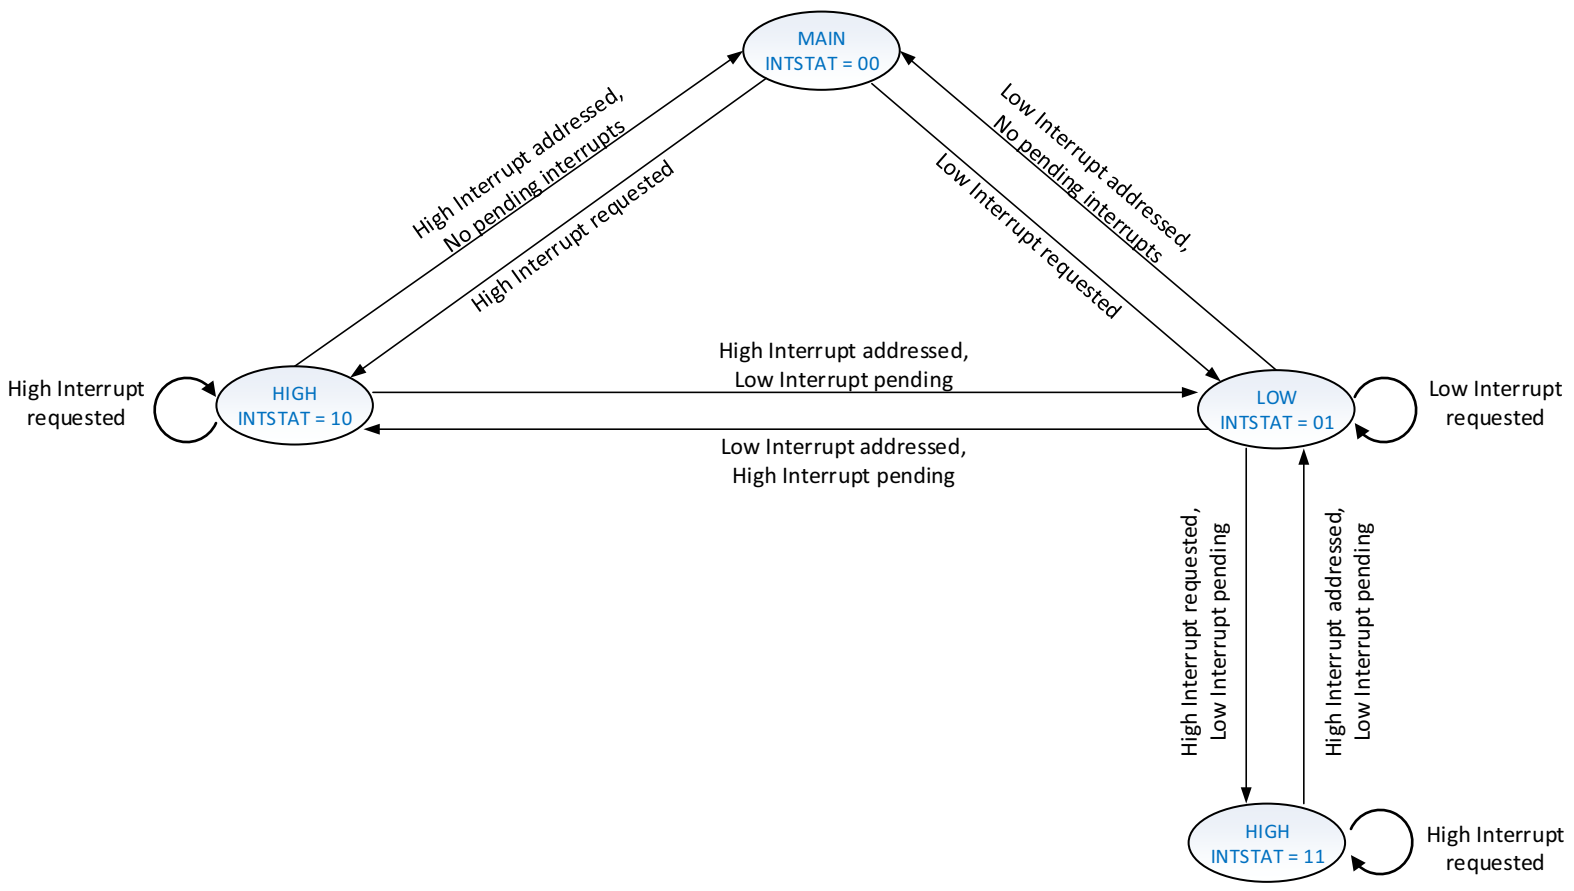 MAIN
INTSTAT = 00
High Interrupt addressed,
No pending interrupts
High Interrupt requested
Low Interrupt addressed,
No pending interrupts
Low Interrupt requested
High Interrupt addressed,
Low Interrupt pending
High Interrupt
requested
HIGH
INTSTAT = 10
LOW
INTSTAT = 01
Low Interrupt
requested
Low Interrupt addressed,
High Interrupt pending
High Interrupt requested,
Low Interrupt pending
High Interrupt addressed,
Low Interrupt pending
HIGH
INTSTAT = 11
High Interrupt
requested